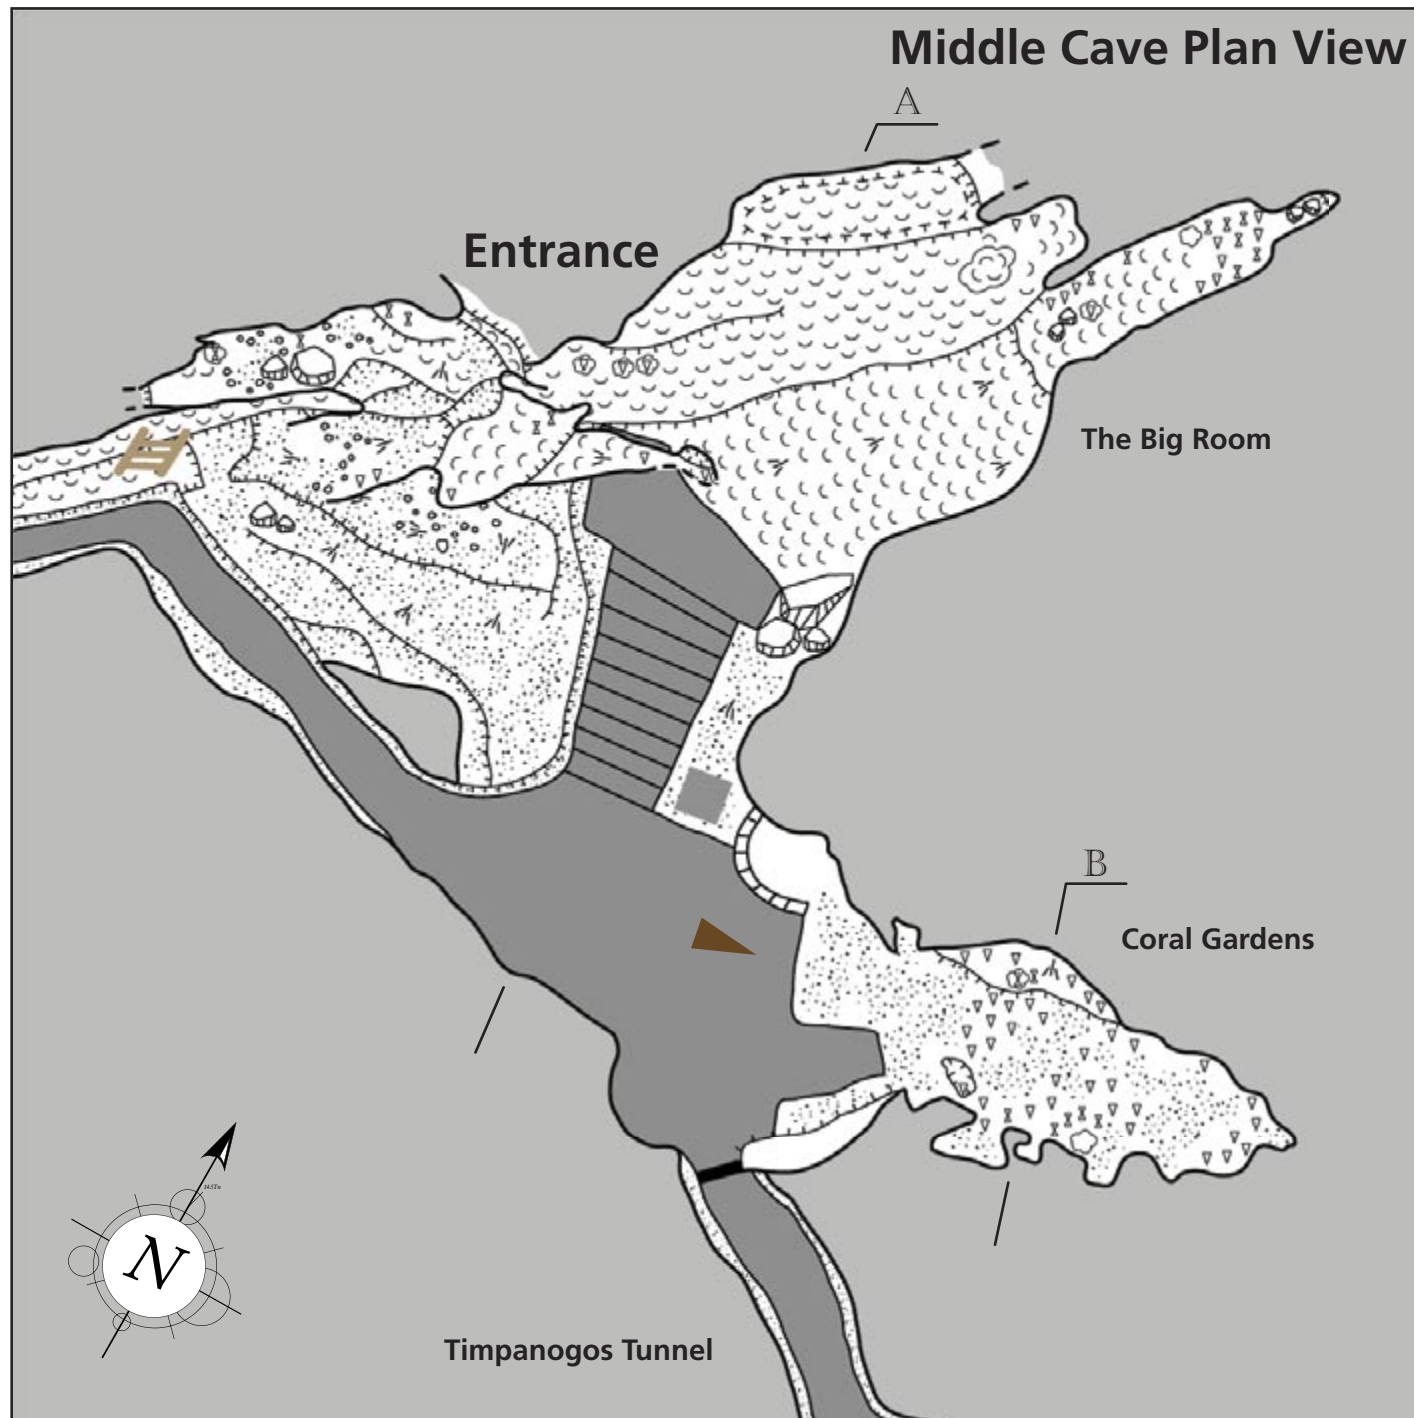 Middle Cave Plan View
A
Entrance
The Big Room
B
Coral Gardens
N
Timpanogos Tunnel